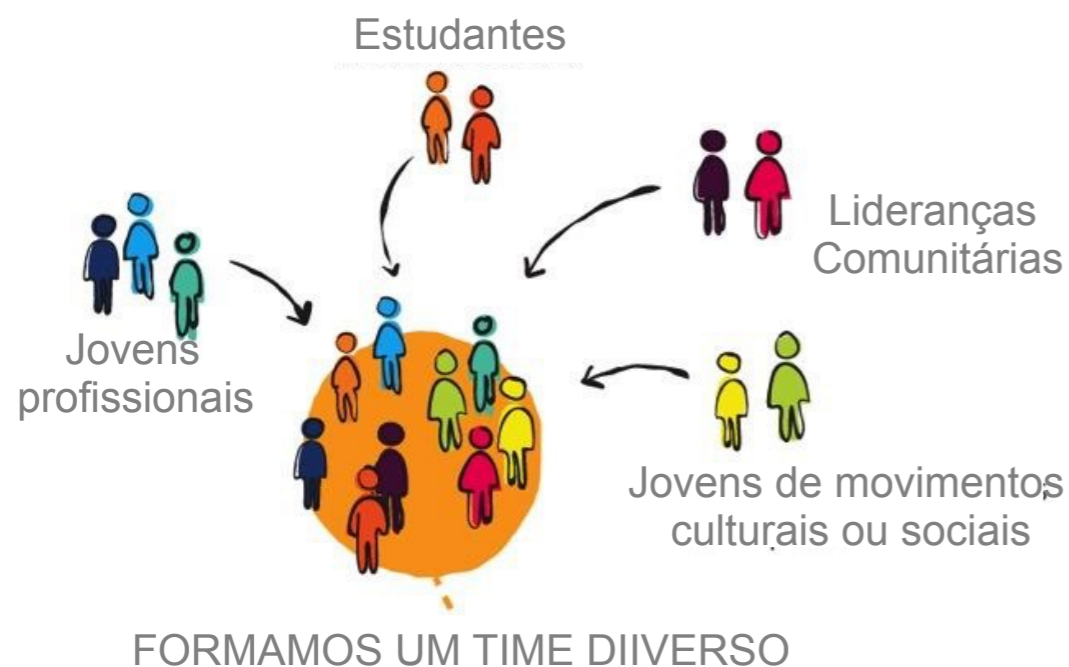 Estudantes
Lideranças
Comunitárias
Jovens
profissionais
Jovens de movimentos
culturais ou sociais
FORMAMOS UM TIME DIIVERSO